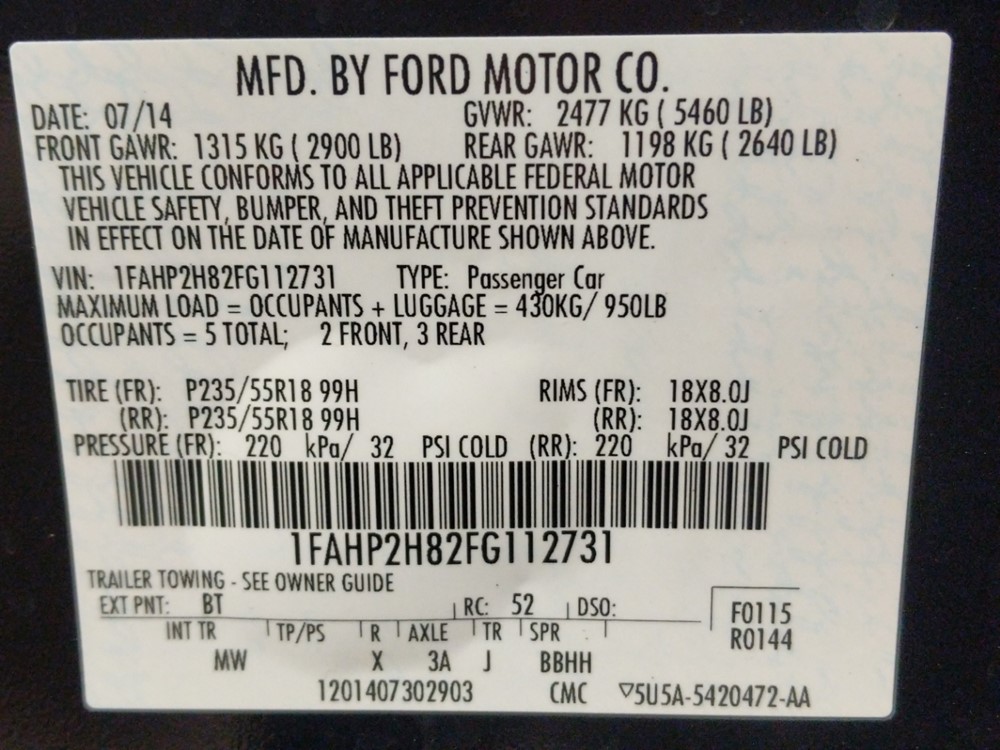 MFD. BY FORD MOTOR CO.
DATE: 07/14 GVWR: 2477 KG ( 5460 LB)
FRONT GAWR: 1315 KG ( 2900 LB) REAR GAWR: 1198 KG ( 2640 LB)
THIS VEHICLE CONFORMS TO ALL APPLICABLE FEDERAL MOTOR
VEHICLE SAFETY, BUMPER, AND THEFT PREVENTION STANDARDS
IN EFFECT ON THE DATE OF MANUFACTURE SHOWN ABOVE.
VIN: 1FAHP2H82FG112731 TYPE: Passenger Car
MAXIMUM LOAD = OCCUPANTS + LUGGAGE = 430KG/ 950LB
OCCUPANTS = 5 TOTAL; 2 FRONT, 3 REAR
TIRE (FR): P235/55R18 99H RIMS (FR): 18X8.0J
(RR): P235/55R18 99H (RR): 18X8.0J
PRESSURE (FR): 220 kPa/ 32 PSI COLD (RR): 220 kPa/ 32 PSI COLD
1FAHP2H82FG112731
TRAILER TOWING - SEE OWNER GUIDE
EXT PNT: BT RC: 52 DSO: F0115
INT TR TP/PS R AXLE TR SPR R0144
MW X 3A J BBHH
1201407302903 CMC ▽5U5A-5420472-AA